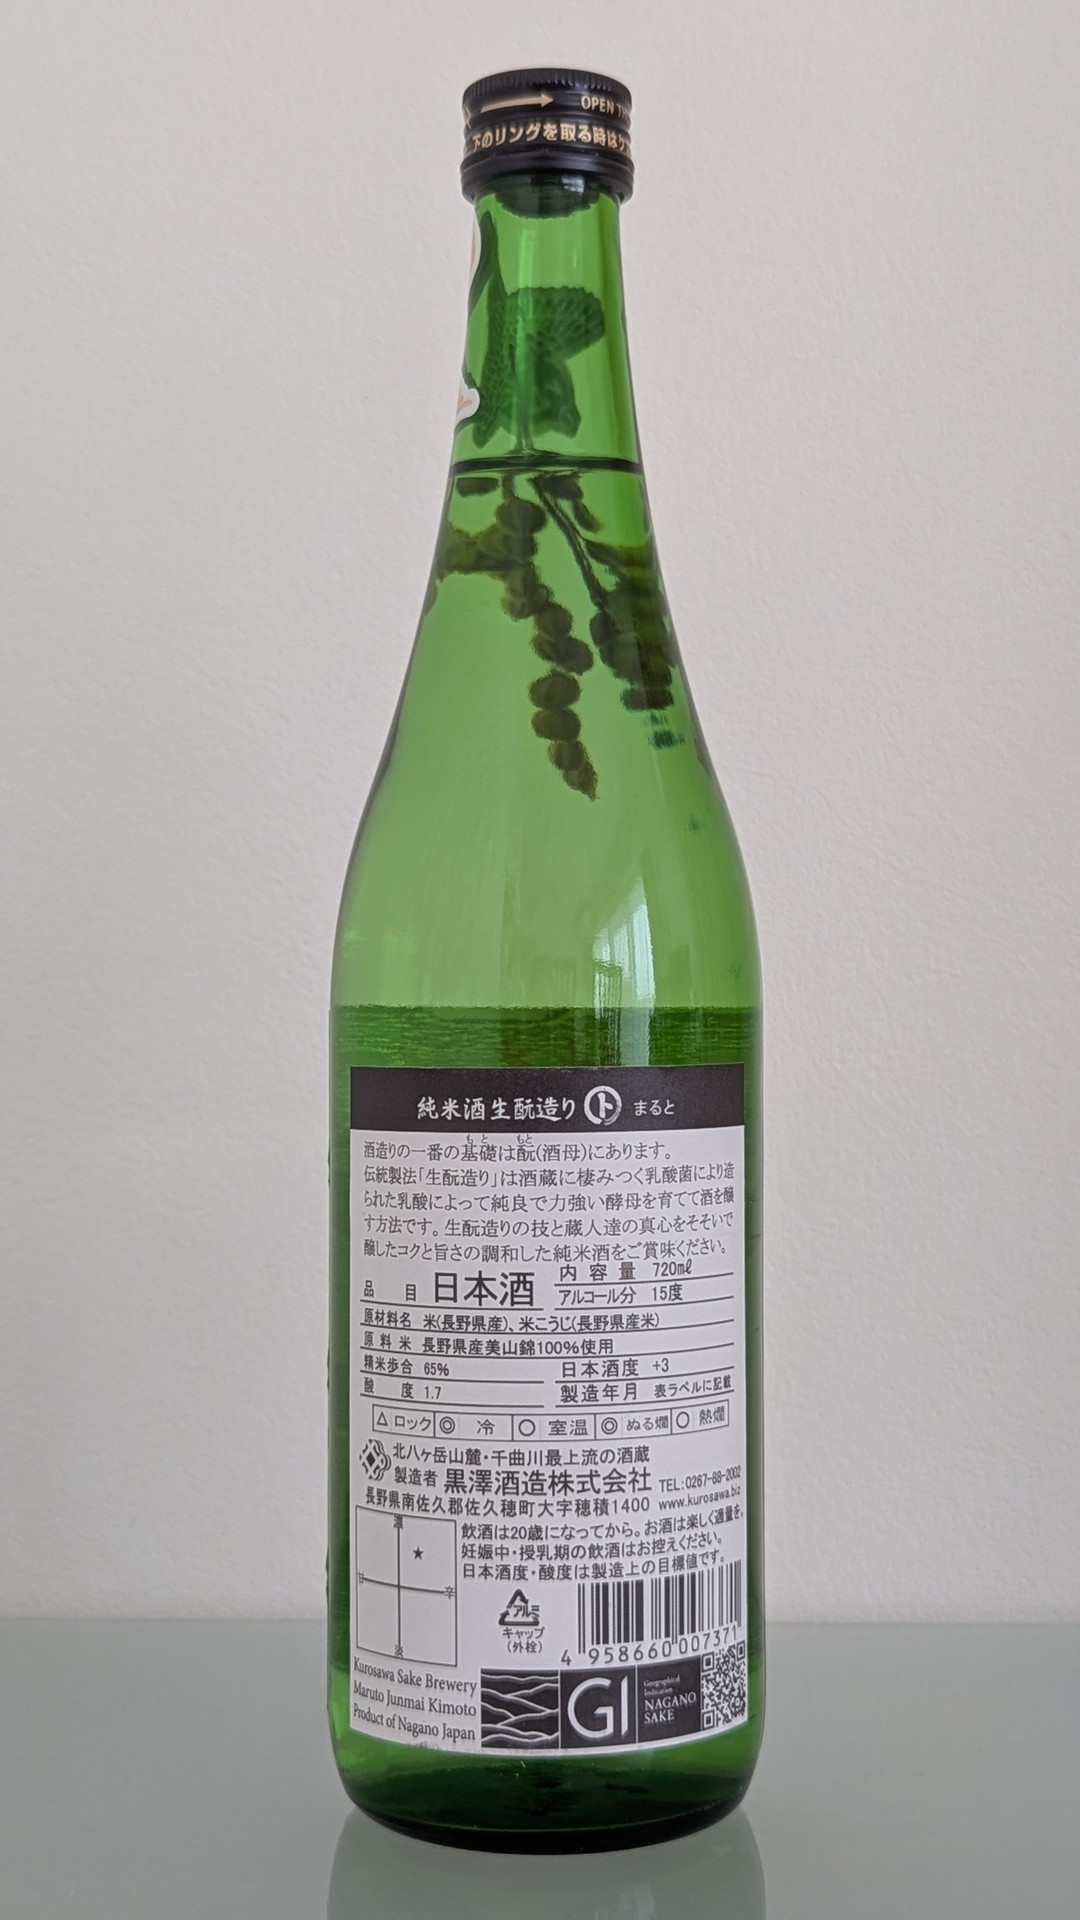 OPEN TH
下のリングを取る時は
純米酒生酛造り ト まると
酒造りの一番の基礎は酛(酒母)にあります。
伝統製法「生酛造り」は酒蔵に棲みつく乳酸菌により造
られた乳酸によって純良で力強い酵母を育てて酒を醸
す方法です。生酛造りの技と蔵人達の真心をそそいで
醸したコクと旨さの調和した純米酒をご賞味ください。
品目 日本酒 内容量 720mℓ
アルコール分 15度
原材料名 米(長野県産)、米こうじ(長野県産米)
原料米 長野県産美山錦100%使用
精米歩合 65% 日本酒度 +3
酸度 1.7 製造年月 表ラベルに記載
△ ロック ◎ 冷 ○ 室温 ◎ ぬる燗 ○ 熱燗
北八ヶ岳山麓・千曲川最上流の酒蔵
製造者 黒澤酒造株式会社 TEL:0267-88-2002
長野県南佐久郡佐久穂町大字穂積1400 www.kurosawa.biz
濃
甘 ★ 辛
淡
飲酒は20歳になってから。お酒は楽しく適量を。
妊娠中・授乳期の飲酒はお控えください。
日本酒度・酸度は製造上の目標値です。
アルミ
キャップ
(外栓)
4 958660 007371
Kurosawa Sake Brewery
Maruto Junmai Kimoto
Product of Nagano Japan
GI
Geographical
Indication
NAGANO
SAKE